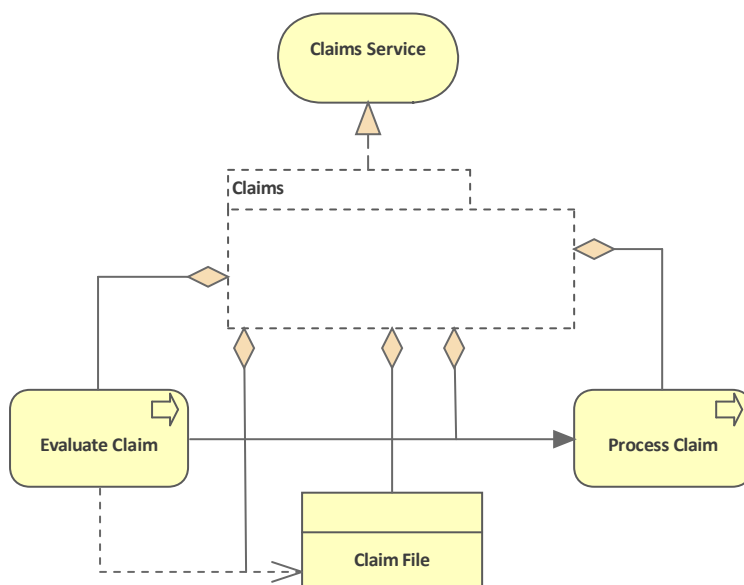 Claims Service
Claims
Evaluate Claim
Process Claim
Claim File